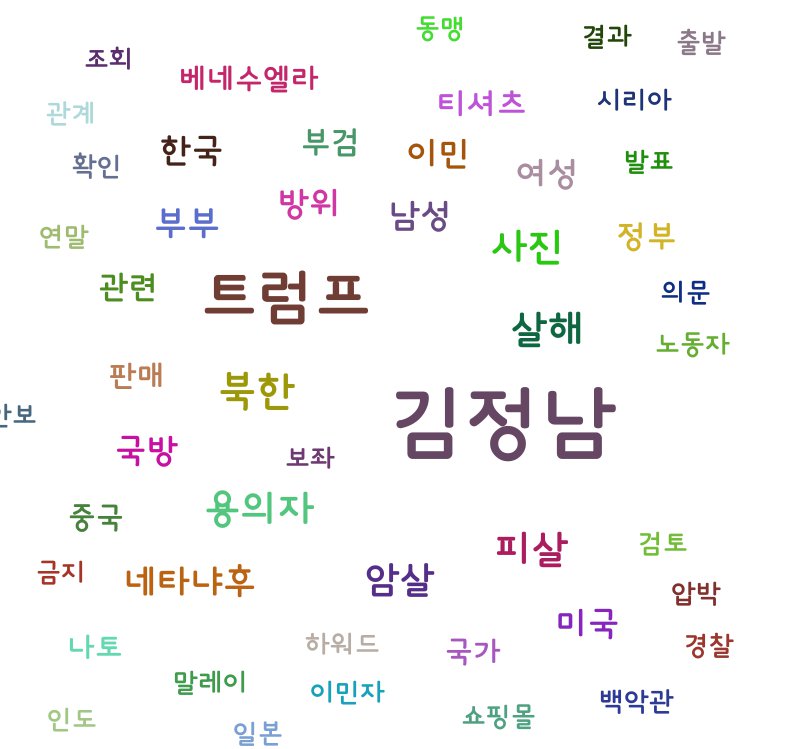 동맹
결과
출발
조회
베네수엘라
티셔츠
시리아
관계
한국
부검
이민
확인
여성
발표
방위
남성
부부
연말
사진
정부
관련
트럼프
의문
살해
노동자
판매
북한
김정남
안보
국방
보좌
중국
용의자
피살
검토
금지
네타냐후
암살
압박
미국
나토
하워드
국가
경찰
말레이
이민자
백악관
인도
일본
쇼핑몰